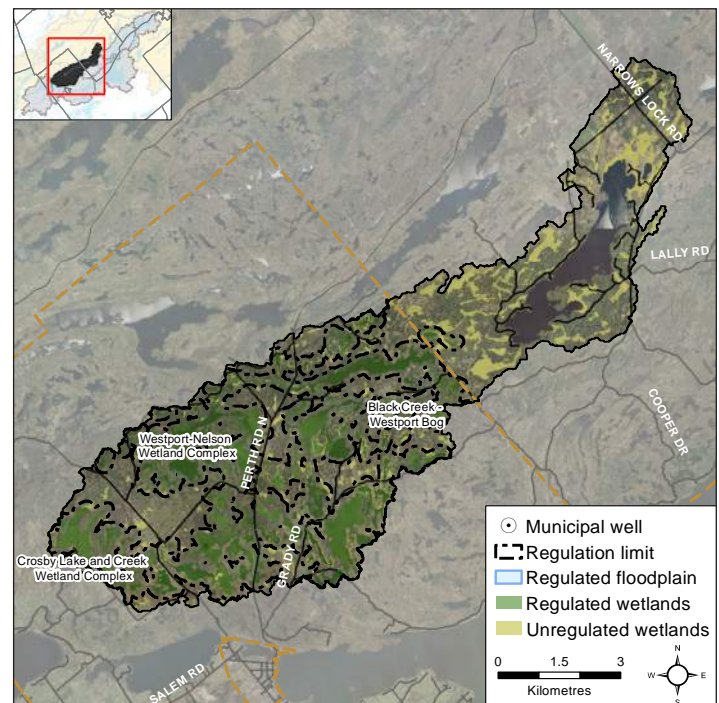 NARROWS LOCK RD
LALLY RD
COOPER DR
Black Creek -
Westport Bog
Westport-Nelson
Wetland Complex
PERTH RD N
GRADY RD
Crosby Lake and Creek
Wetland Complex
SALEM RD
Municipal well
Regulation limit
Regulated floodplain
Regulated wetlands
Unregulated wetlands
0 1.5 3
Kilometres
N
W E
S